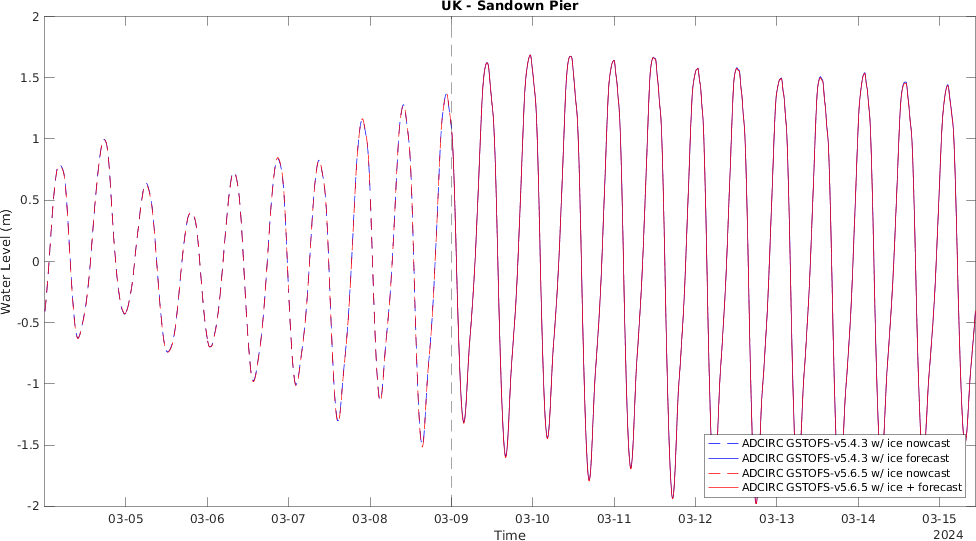 UK - Sandown Pier
2
1.5
1
0.5
0
-0.5
-1
-1.5
-2
Water Level (m)
ADCIRC GSTOFS-v5.4.3 w/ ice nowcast
ADCIRC GSTOFS-v5.4.3 w/ ice forecast
ADCIRC GSTOFS-v5.6.5 w/ ice nowcast
ADCIRC GSTOFS-v5.6.5 w/ ice + forecast
03-05 03-06 03-07 03-08 03-09 03-10 03-11 03-12 03-13 03-14 03-15
Time 2024